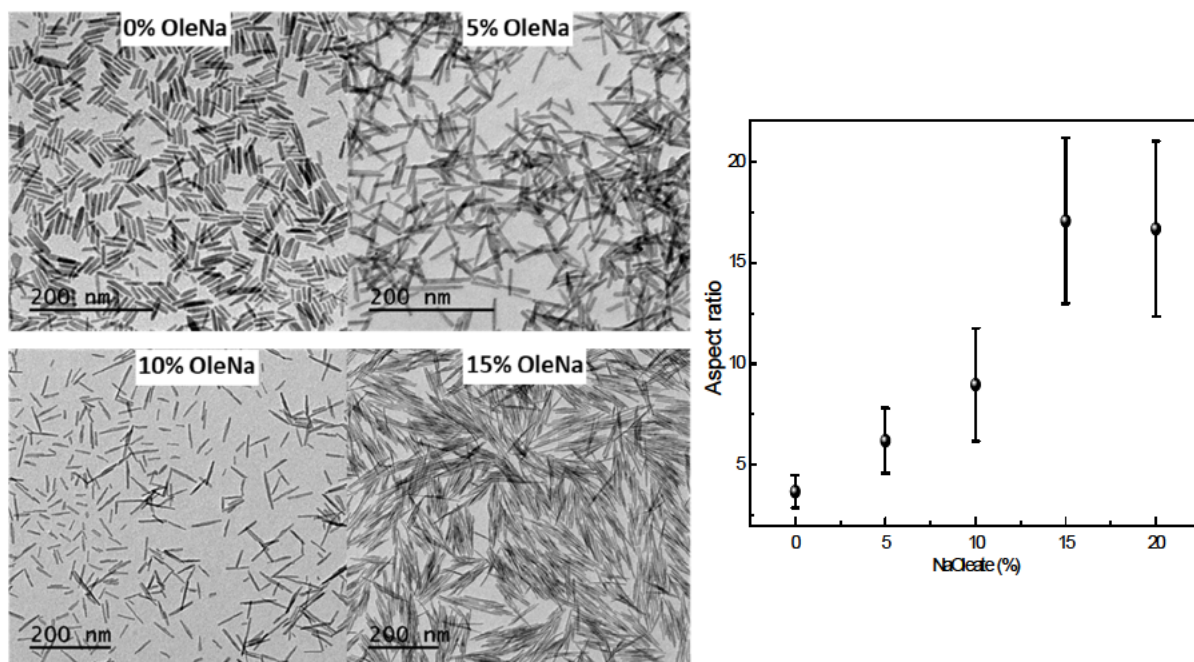 0% OleNa
5% OleNa
200 nm
200 nm
10% OleNa
15% OleNa
200 nm
200 nm
Aspect ratio
20
15
10
5
0 5 10 15 20
NaOleate (%)